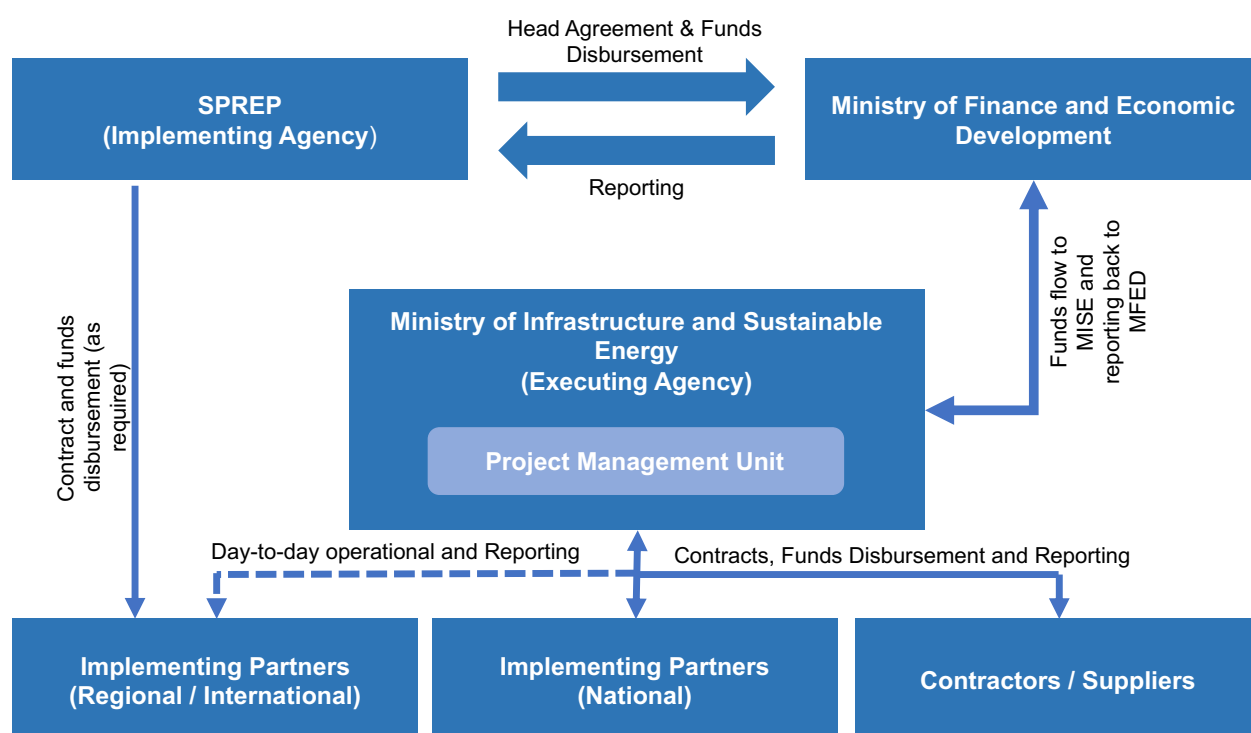 Head Agreement & Funds
Disbursement
SPREP
(Implementing Agency)
Ministry of Finance and Economic
Development
Reporting
Contract and funds
disbursement (as
required)
Funds flow to
MISE and
reporting back to
MFED
Ministry of Infrastructure and Sustainable
Energy
(Executing Agency)
Project Management Unit
Day-to-day operational and Reporting
Contracts, Funds Disbursement and Reporting
Implementing Partners
(Regional / International)
Implementing Partners
(National)
Contractors / Suppliers